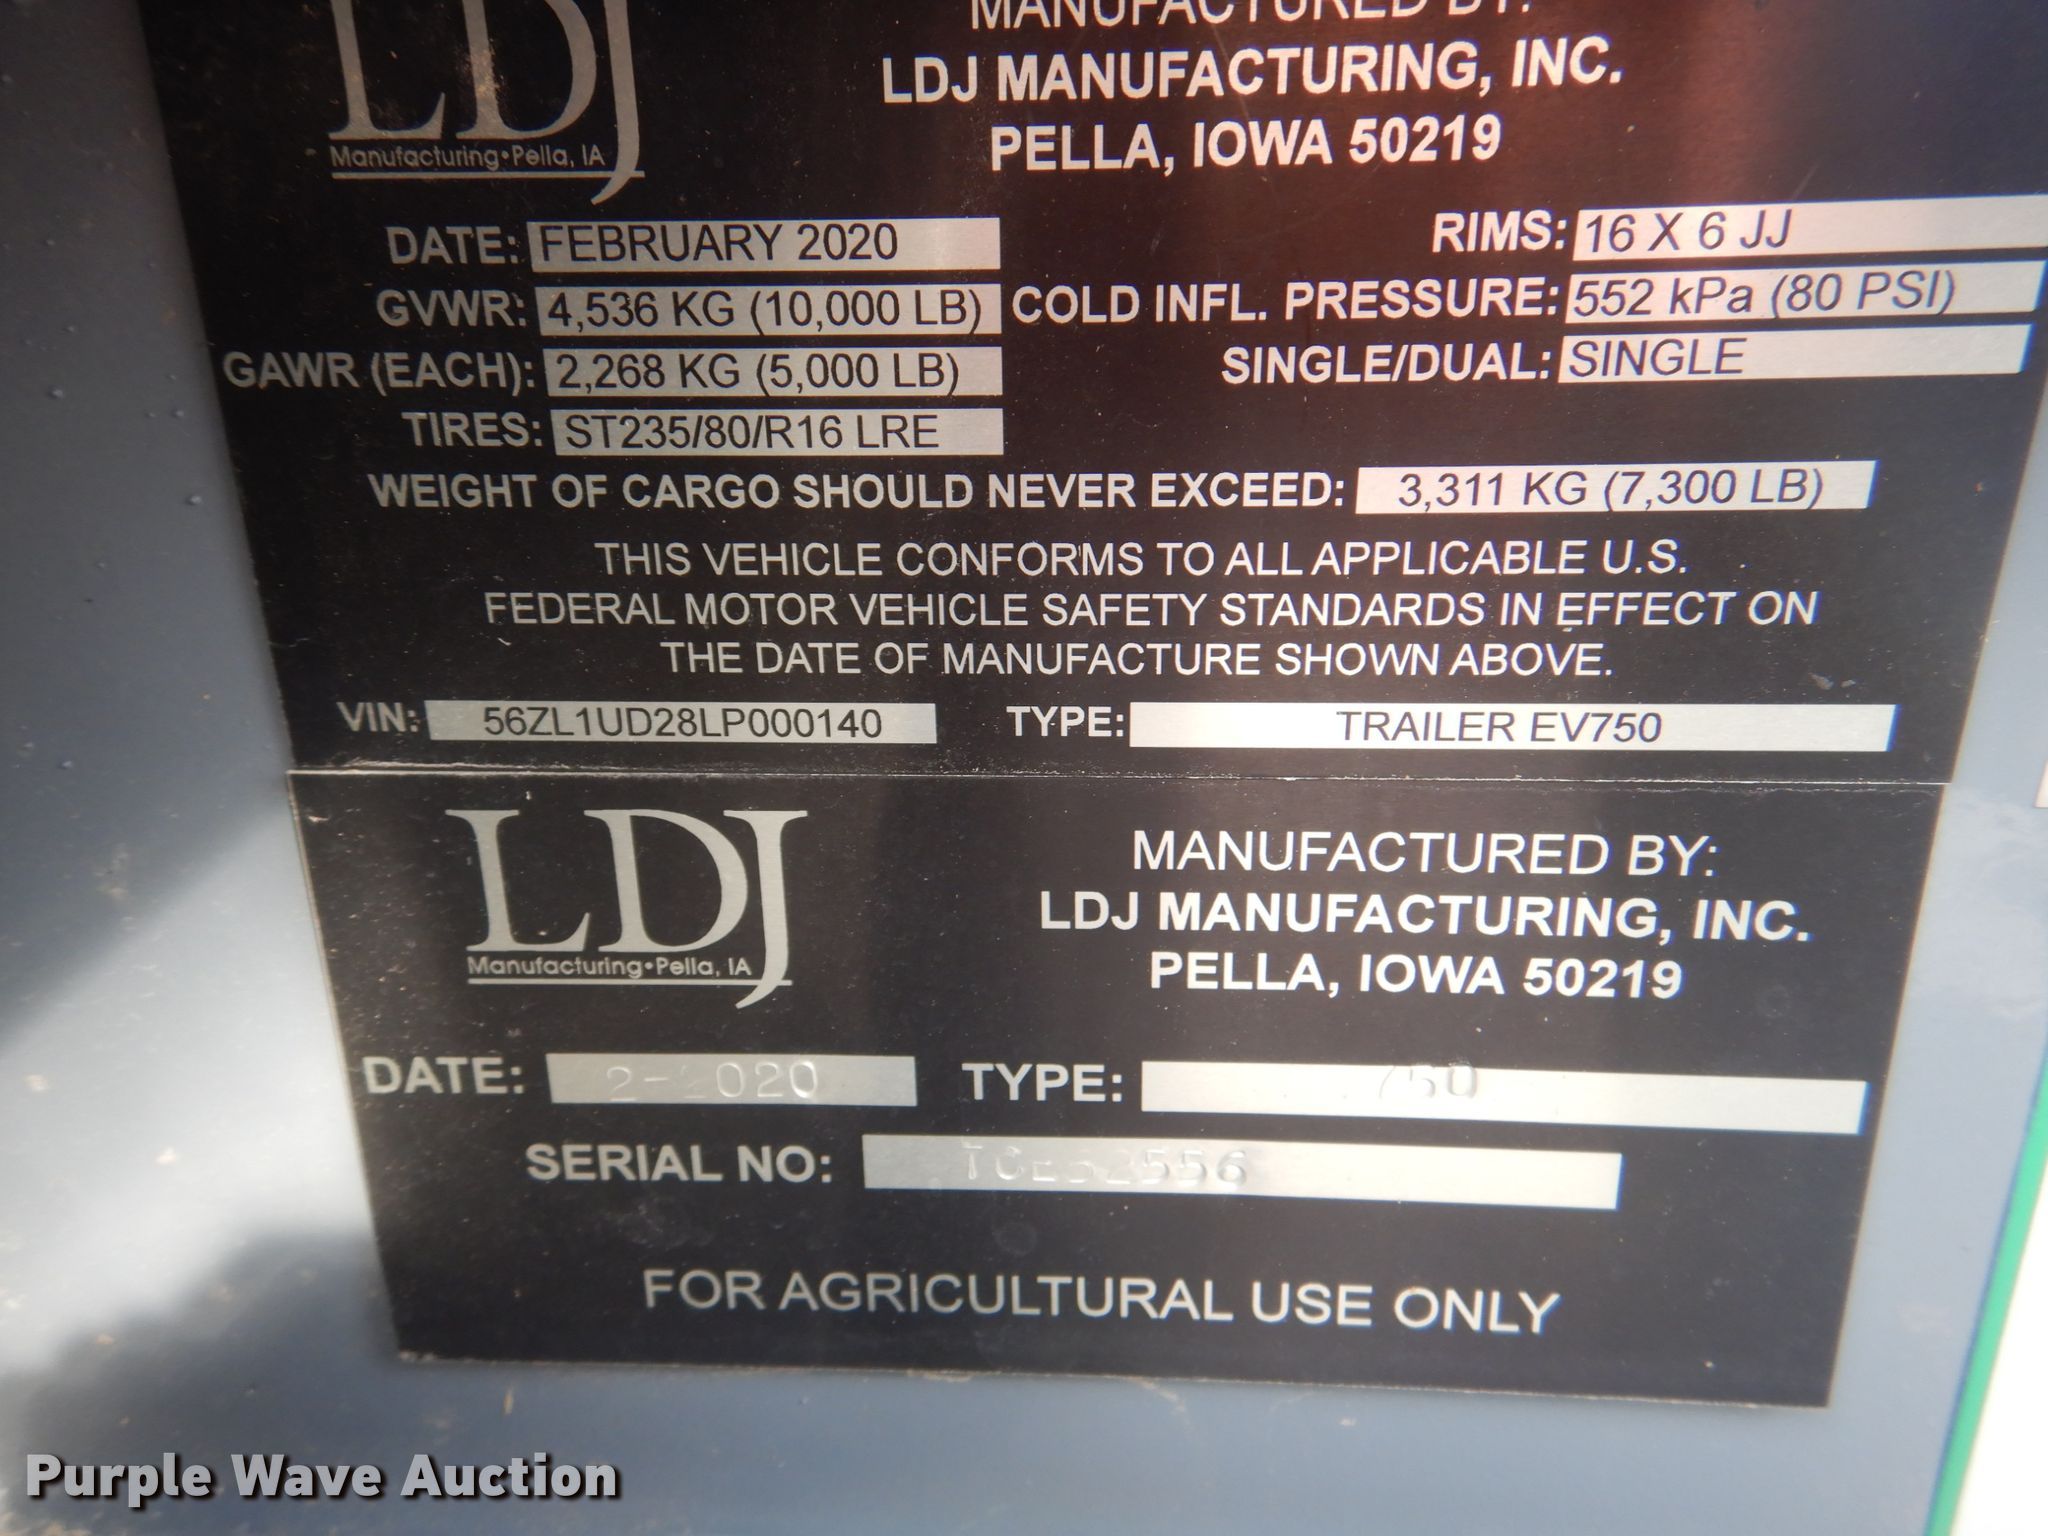 LDJ
Manufacturing•Pella, IA
MANUFACTURED BY:
LDJ MANUFACTURING, INC.
PELLA, IOWA 50219
DATE: FEBRUARY 2020
RIMS: 16 X 6 JJ
GVWR: 4,536 KG (10,000 LB)
COLD INFL. PRESSURE: 552 kPa (80 PSI)
GAWR (EACH): 2,268 KG (5,000 LB)
SINGLE/DUAL: SINGLE
TIRES: ST235/80/R16 LRE
WEIGHT OF CARGO SHOULD NEVER EXCEED: 3,311 KG (7,300 LB)
THIS VEHICLE CONFORMS TO ALL APPLICABLE U.S.
FEDERAL MOTOR VEHICLE SAFETY STANDARDS IN EFFECT ON
THE DATE OF MANUFACTURE SHOWN ABOVE.
VIN: 56ZL1UD28LP000140
TYPE: TRAILER EV750
LDJ
Manufacturing•Pella, IA
MANUFACTURED BY:
LDJ MANUFACTURING, INC.
PELLA, IOWA 50219
DATE: 2-2020
TYPE: 750
SERIAL NO:
FOR AGRICULTURAL USE ONLY
Purple Wave Auction